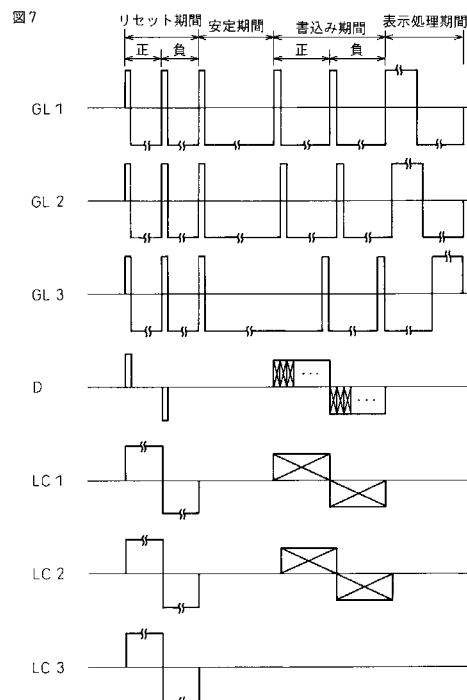 図7
リセット期間 安定期間 書込み期間 表示処理期間
正 負 正 負
GL 1
GL 2
GL 3
D
LC 1
LC 2
LC 3